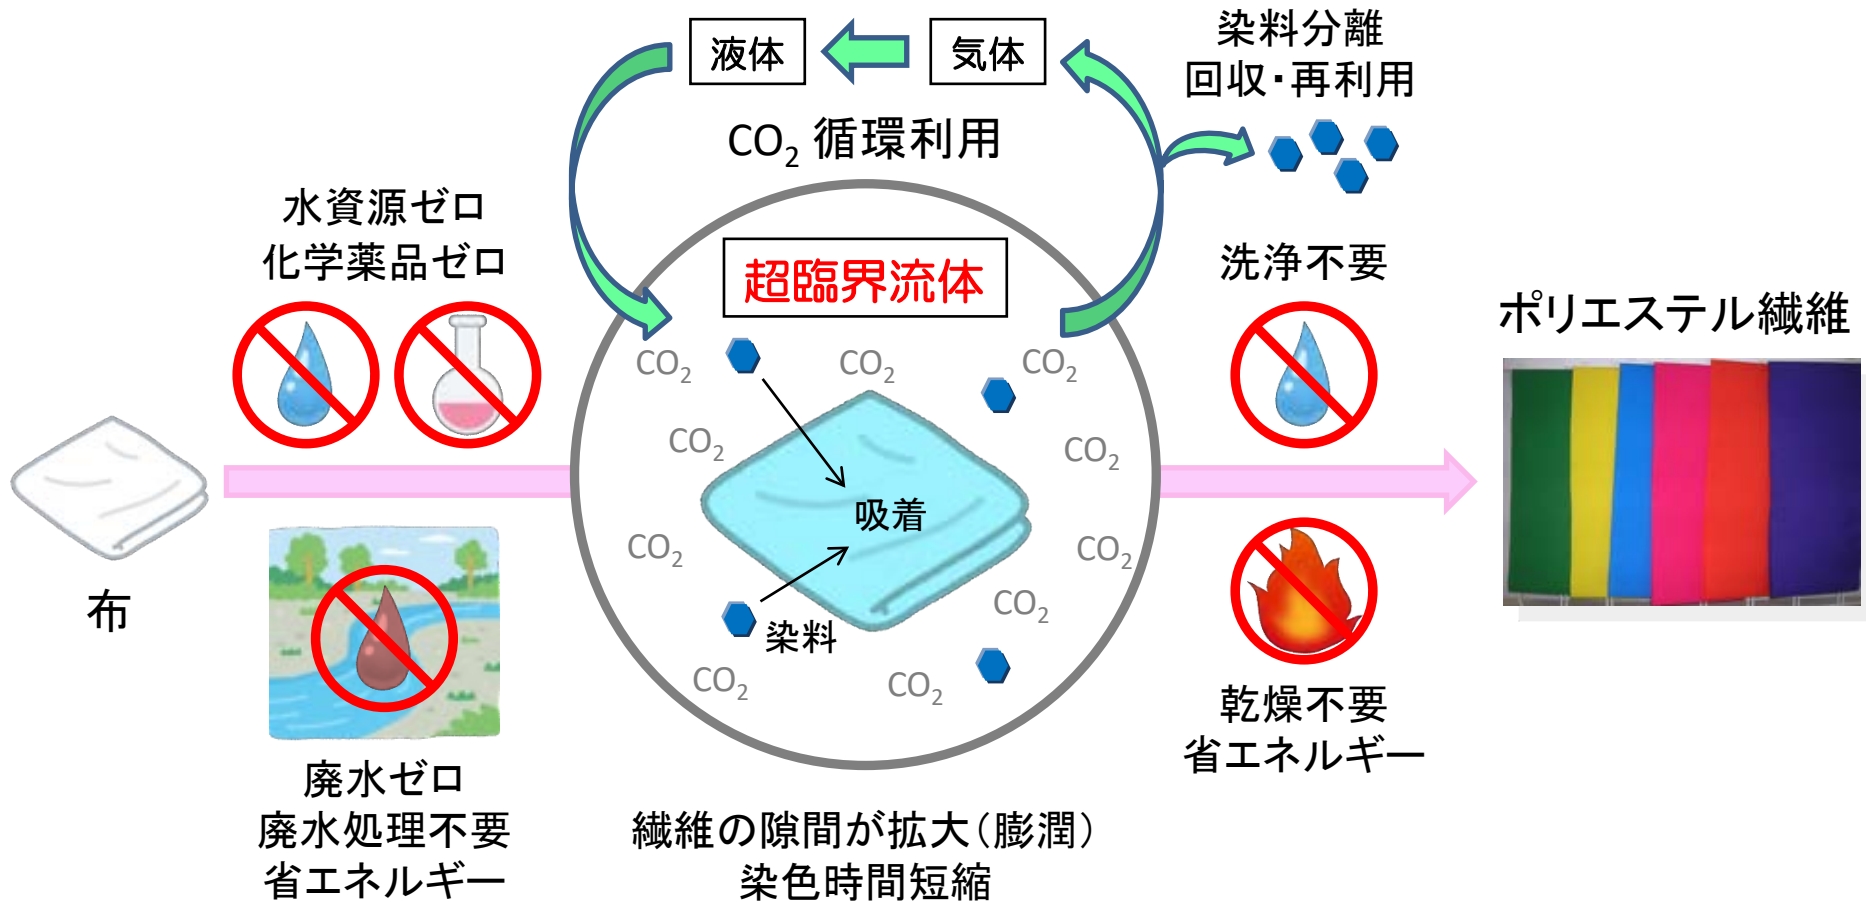 液体
気体
CO₂ 循環利用
染料分離
回収・再利用
水資源ゼロ
化学薬品ゼロ
超臨界流体
洗浄不要
ポリエステル繊維
CO₂
CO₂
CO₂
CO₂
CO₂
吸着
CO₂
CO₂
CO₂
染料
CO₂
CO₂
布
廃水ゼロ
廃水処理不要
省エネルギー
乾燥不要
省エネルギー
繊維の隙間が拡大(膨潤)
染色時間短縮